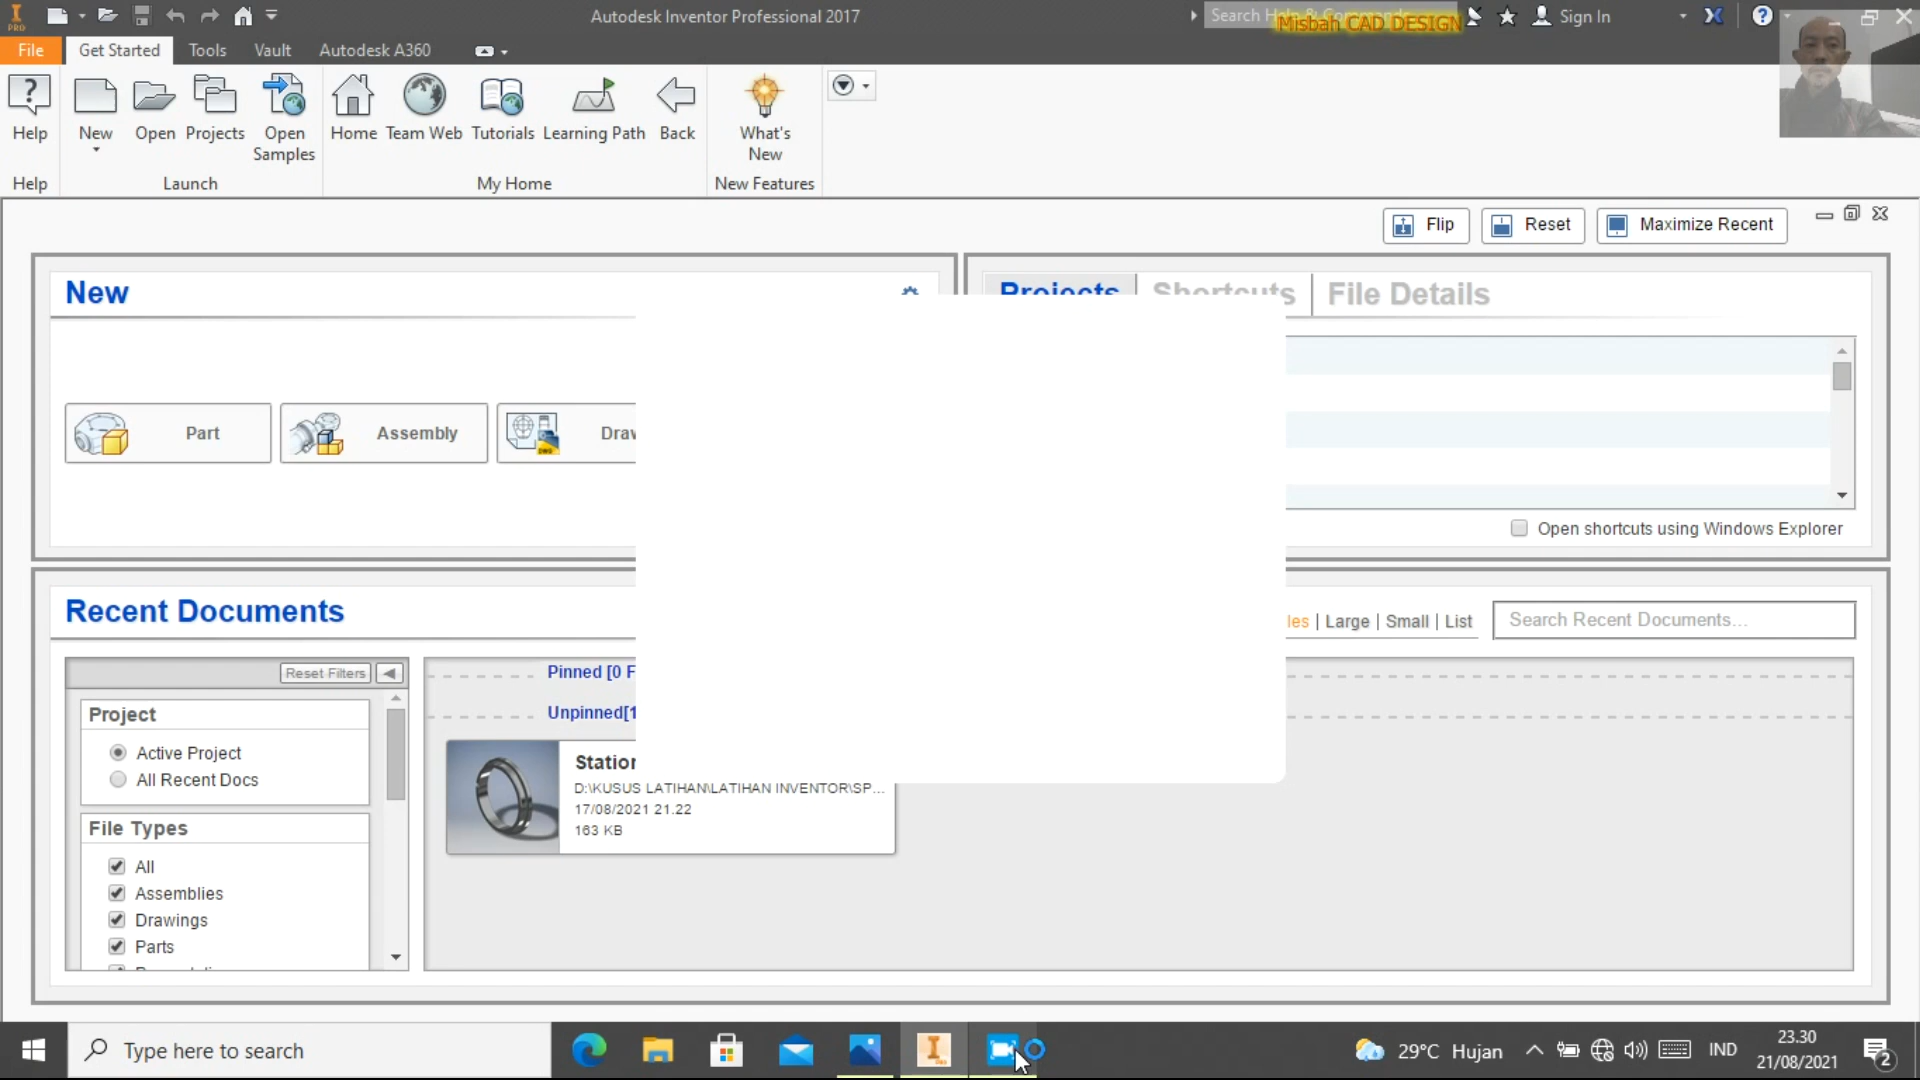 PRO
Autodesk Inventor Professional 2017
Misbah CAD DESIGN
Sign In
File
Get Started
Tools
Vault
Autodesk A360
Help
New
Open
Projects
Open Samples
Home
Team Web
Tutorials
Learning Path
Back
What's New
Help
Launch
My Home
New Features
Flip
Reset
Maximize Recent
New
Projects
Shortcuts
File Details
Part
Assembly
Open shortcuts using Windows Explorer
Recent Documents
Large | Small | List
Search Recent Documents...
Reset Filters
Pinned [0
Unpinned[1
Project
Active Project
All Recent Docs
D:\KUSUS LATIHAN\LATIHAN INVENTOR\SP...
17/08/2021 21.22
163 KB
File Types
All
Assemblies
Drawings
Parts
Type here to search
29°C Hujan
IND
23.30
21/08/2021
2